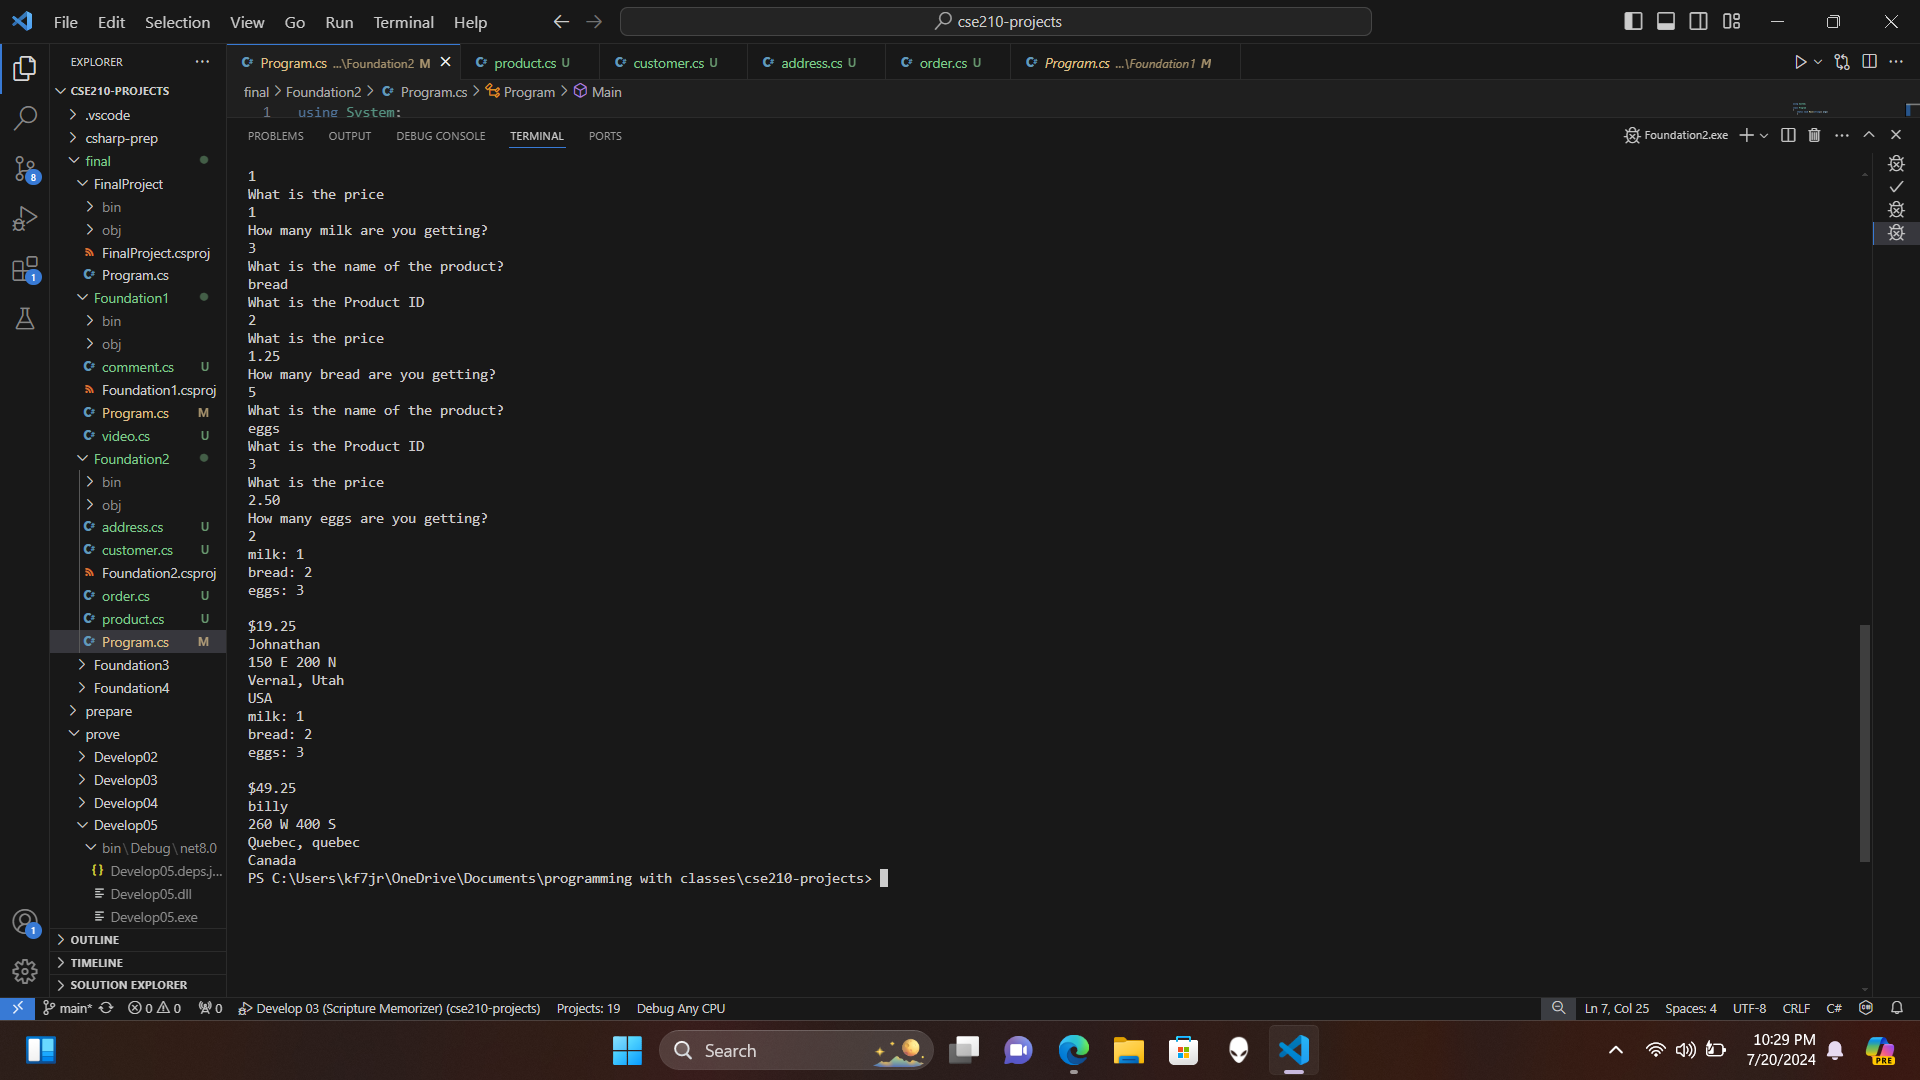 File Edit Selection View Go Run Terminal Help
cse210-projects
EXPLORER
CSE210-PROJECTS
.vscode
csharp-prep
final
FinalProject
bin
obj
FinalProject.csproj
Program.cs
Foundation1
bin
obj
comment.cs U
Foundation1.csproj
Program.cs M
video.cs U
Foundation2
bin
obj
address.cs U
customer.cs U
Foundation2.csproj
order.cs U
product.cs U
Program.cs M
Foundation3
Foundation4
prepare
prove
Develop02
Develop03
Develop04
Develop05
bin\Debug\net8.0
Develop05.deps.j...
Develop05.dll
Develop05.exe
OUTLINE
TIMELINE
SOLUTION EXPLORER
8
1
1
Program.cs ...\Foundation2 M
product.cs U
customer.cs U
address.cs U
order.cs U
Program.cs ...\Foundation1 M
final > Foundation2 > Program.cs > Program > Main
1 using System;
PROBLEMS OUTPUT DEBUG CONSOLE TERMINAL PORTS
Foundation2.exe
1
What is the price
1
How many milk are you getting?
3
What is the name of the product?
bread
What is the Product ID
2
What is the price
1.25
How many bread are you getting?
5
What is the name of the product?
eggs
What is the Product ID
3
What is the price
2.50
How many eggs are you getting?
2
milk: 1
bread: 2
eggs: 3
$19.25
Johnathan
150 E 200 N
Vernal, Utah
USA
milk: 1
bread: 2
eggs: 3
$49.25
billy
260 W 400 S
Quebec, quebec
Canada
PS C:\Users\kf7jr\OneDrive\Documents\programming with classes\cse210-projects>
main* 0 0 0 Develop 03 (Scripture Memorizer) (cse210-projects) Projects: 19 Debug Any CPU
Ln 7, Col 25 Spaces: 4 UTF-8 CRLF C#
Search
10:29 PM
7/20/2024
PRE